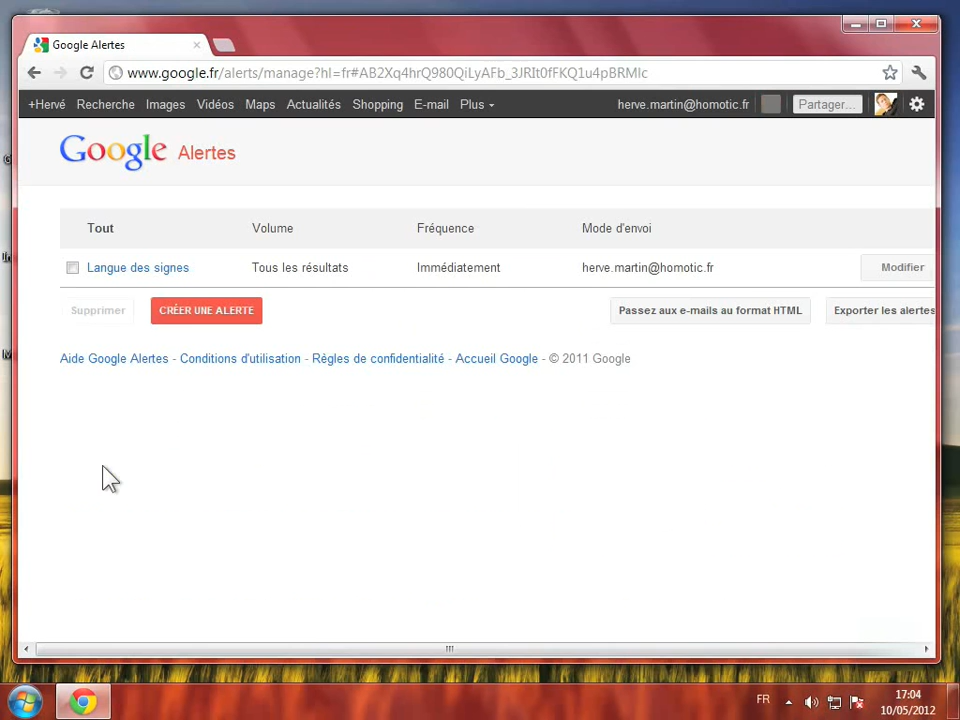 Google Alertes
www.google.fr/alerts/manage?hl=fr#AB2Xq4hrQ980QiLyAFb_3JRIt0fFKQ1u4pBRMlc
+Hervé Recherche Images Vidéos Maps Actualités Shopping E-mail Plus herve.martin@homotic.fr Partager...
Google Alertes
Tout Volume Fréquence Mode d'envoi
Langue des signes Tous les résultats Immédiatement herve.martin@homotic.fr Modifier
Supprimer CRÉER UNE ALERTE Passez aux e-mails au format HTML Exporter les alertes
Aide Google Alertes - Conditions d'utilisation - Règles de confidentialité - Accueil Google - © 2011 Google
FR 17:04
10/05/2012